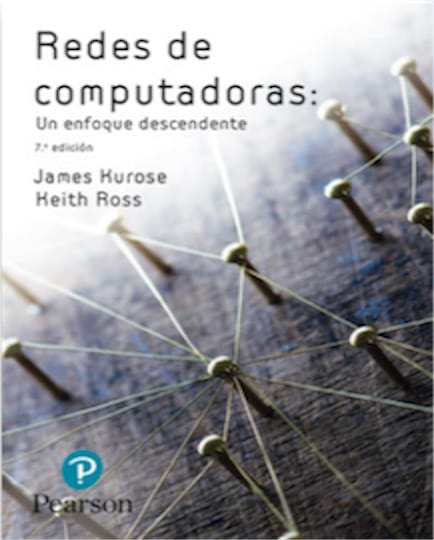 Redes de
computadoras:
Un enfoque descendente
7.ª edición
James Kurose
Keith Ross
P
Pearson